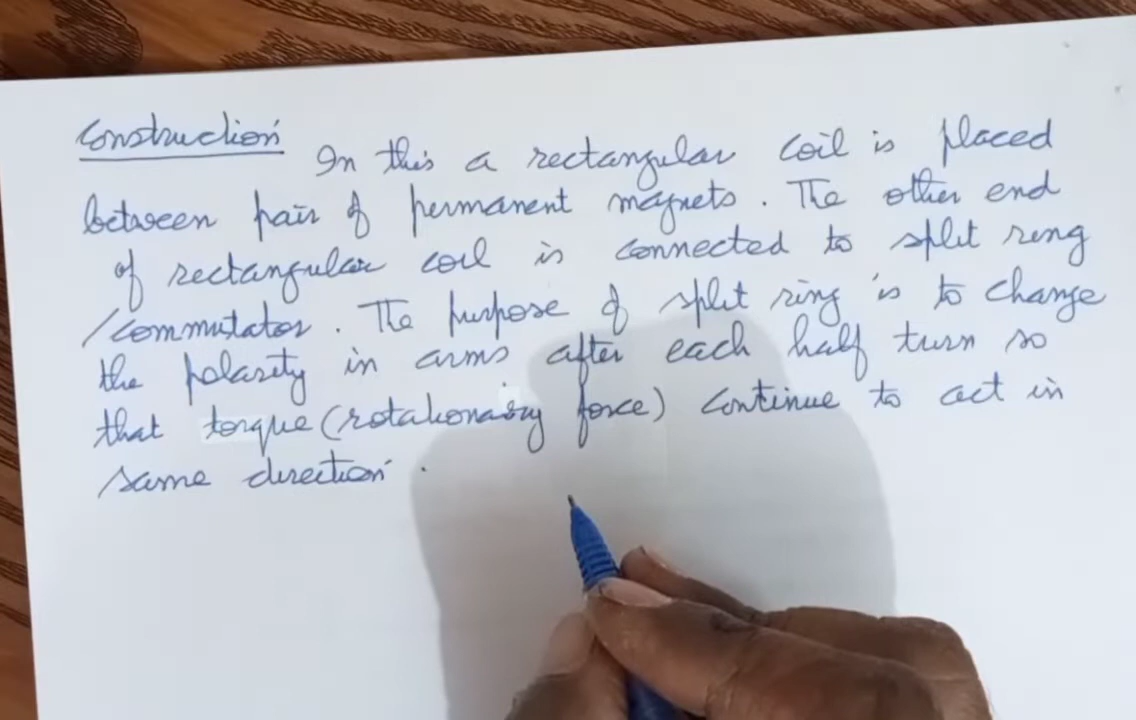 Construction In this a rectangular coil is placed
between pair of permanent magnets. The other end
of rectangular coil is connected to split ring
/commutator. The purpose of split ring is to change
the polarity in arms after each half turn so
that torque (rotationary force) continue to act in
same direction.